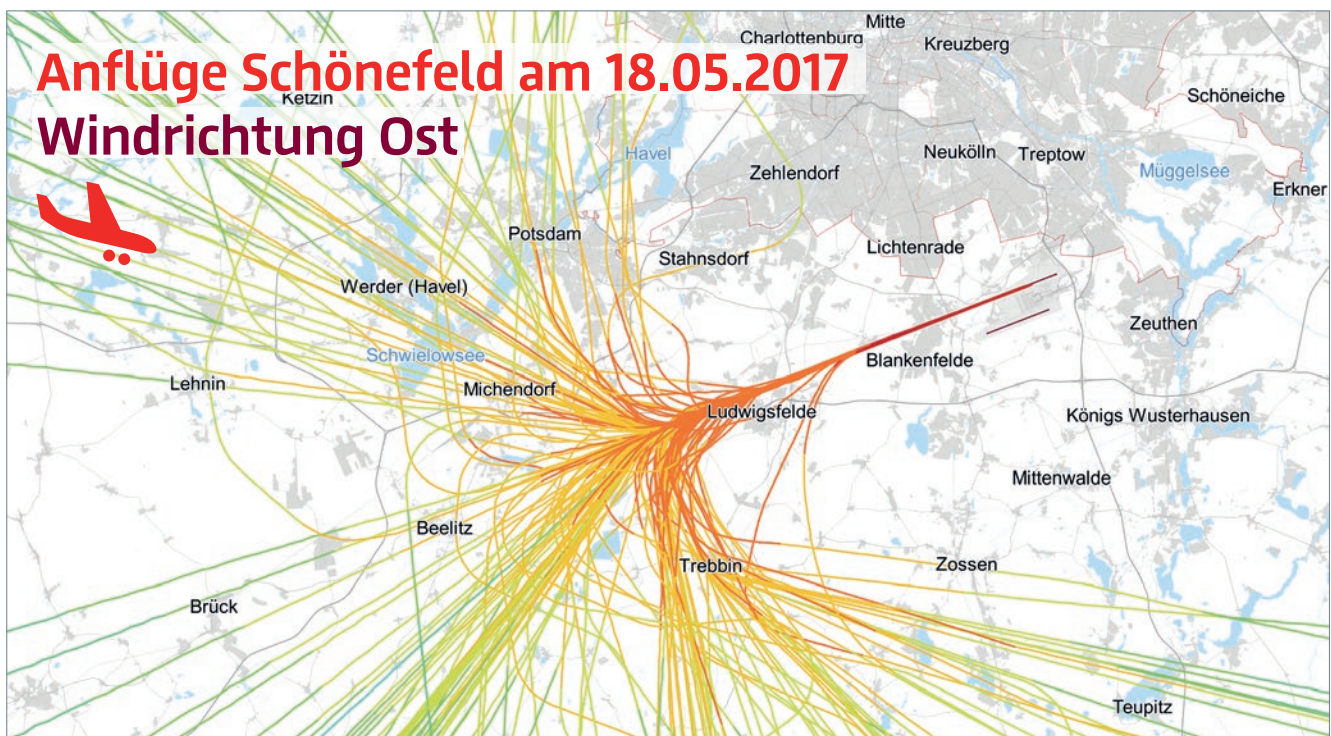 Anflüge Schönefeld am 18.05.2017
Windrichtung Ost
Mitte
Charlottenburg
Kreuzberg
Ketzin
Schöneiche
Havel
Neukölln
Treptow
Zehlendorf
Müggelsee
Erkner
Potsdam
Stahnsdorf
Lichtenrade
Werder (Havel)
Zeuthen
Schwielowsee
Blankenfelde
Lehnin
Michendorf
Ludwigsfelde
Königs Wusterhausen
Mittenwalde
Beelitz
Trebbin
Zossen
Brück
Teupitz